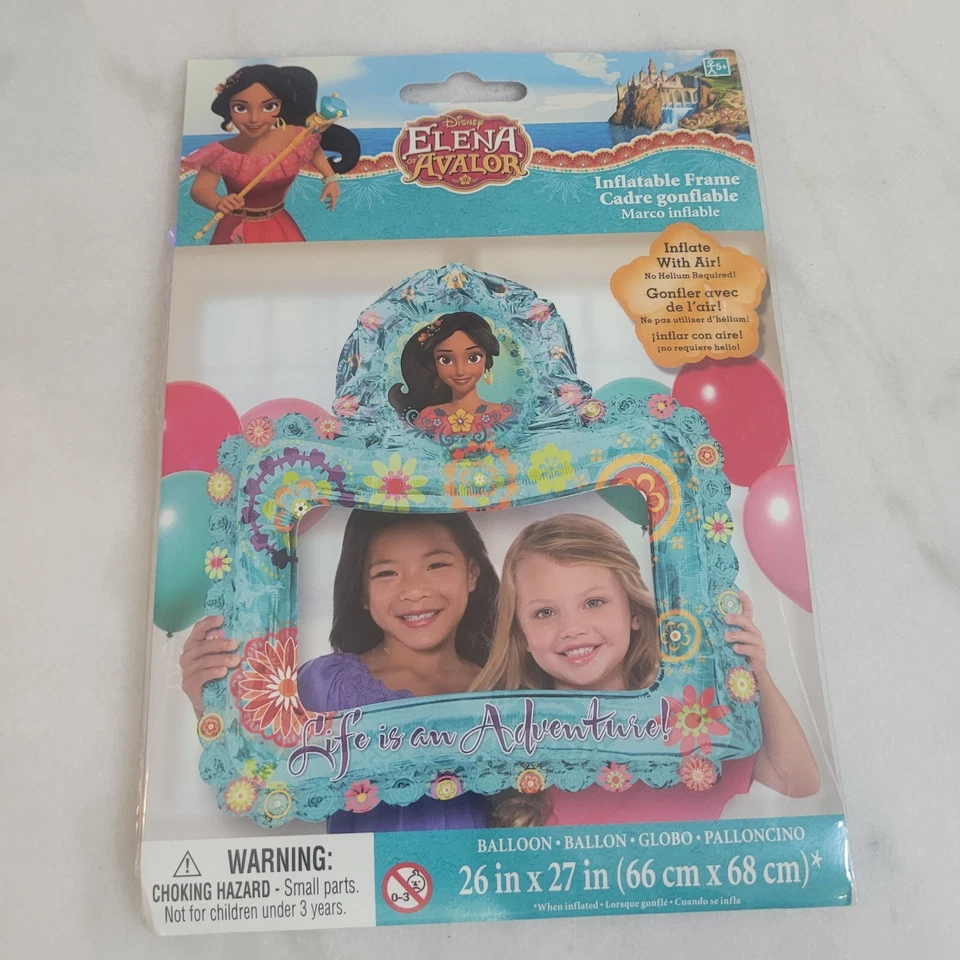 5+
Disney
ELENA
OF AVALOR
Inflatable Frame
Cadre gonflable
Marco inflable
Inflate
With Air!
No Helium Required!
Gonfler avec
de l'air!
Ne pas utiliser d'hélium!
¡inflar con aire!
¡no requiere helio!
Life is an Adventure!
WARNING:
CHOKING HAZARD - Small parts.
Not for children under 3 years.
0-3
BALLOON • BALLON • GLOBO • PALLONCINO
26 in x 27 in (66 cm x 68 cm)*
*When inflated • Lorsque gonflé • Cuando se infla